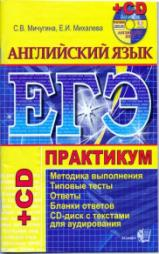 +CD
С.В. Мичугина, Е.И. Михалева
АНГЛИЙСКИЙ ЯЗЫК
ЕГЭ
ПРАКТИКУМ
Методика выполнения
Типовые тесты
Ответы
Бланки ответов
CD-диск с текстами
для аудирования
+CD